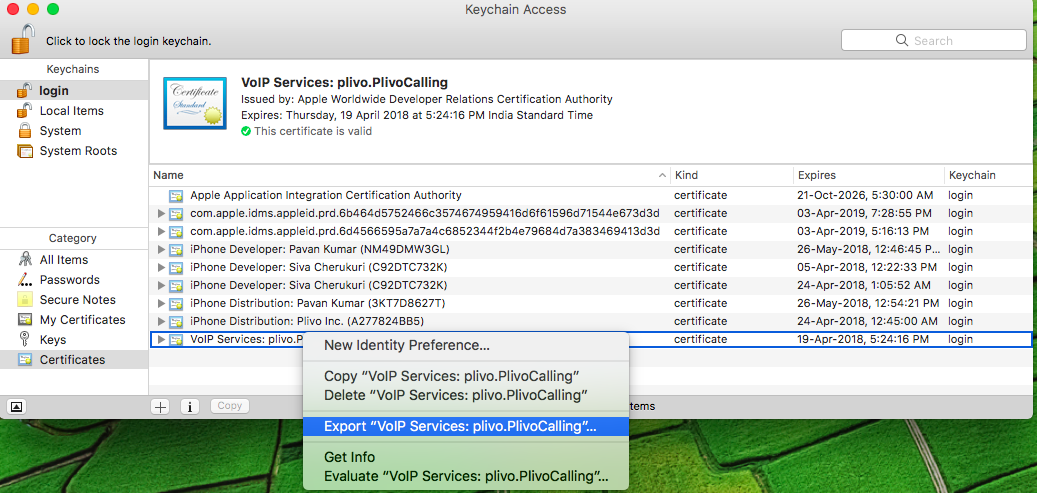 Keychain Access
Click to lock the login keychain.
Search
Keychains
login
Local Items
System
System Roots
VoIP Services: plivo.PlivoCalling
Issued by: Apple Worldwide Developer Relations Certification Authority
Expires: Thursday, 19 April 2018 at 5:24:16 PM India Standard Time
This certificate is valid
Certificate
Standard
Name Kind Expires Keychain
Apple Application Integration Certification Authority certificate 21-Oct-2026, 5:30:00 AM login
com.apple.idms.appleid.prd.6b464d5752466c3574674959416d6f61596d71544e673d3d certificate 03-Apr-2019, 7:28:55 PM login
com.apple.idms.appleid.prd.6d4566595a7a7a4c6852344f2b4e79684d7a383469413d3d certificate 03-Apr-2019, 5:16:13 PM login
iPhone Developer: Pavan Kumar (NM49DMW3GL) certificate 26-May-2018, 12:46:45 P... login
iPhone Developer: Siva Cherukuri (C92DTC732K) certificate 05-Apr-2018, 12:22:33 PM login
iPhone Developer: Siva Cherukuri (C92DTC732K) certificate 24-Apr-2018, 1:05:52 AM login
iPhone Distribution: Pavan Kumar (3KT7D8627T) certificate 26-May-2018, 12:54:21 PM login
iPhone Distribution: Plivo Inc. (A277824BB5) certificate 24-Apr-2018, 12:45:00 AM login
VoIP Services: plivo.P certificate 19-Apr-2018, 5:24:16 PM login
Category
All Items
Passwords
Secure Notes
My Certificates
Keys
Certificates
New Identity Preference...
Copy “VoIP Services: plivo.PlivoCalling”
Delete “VoIP Services: plivo.PlivoCalling”
Export “VoIP Services: plivo.PlivoCalling”...
Get Info
Evaluate “VoIP Services: plivo.PlivoCalling”...
+ i Copy tems